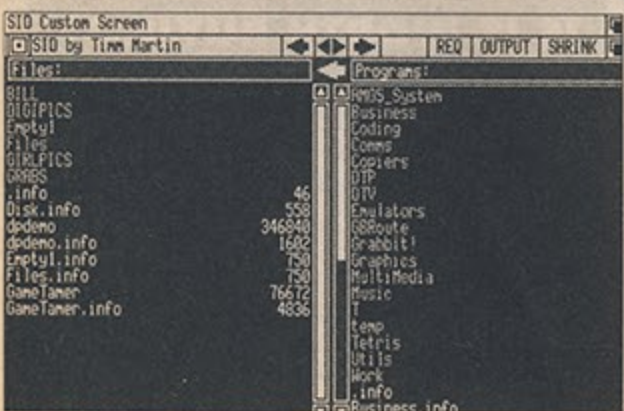 SID Custom Screen
SID by Timm Martin
REQ OUTPUT SHRINK
Files:
BILL
DIGIPICS
Empty1
Files
GIRLPICS
GRABS
.info 46
Disk.info 558
dpdemo 346840
dpdemo.info 1602
Empty1.info 750
Files.info 750
GameTamer 76672
GameTamer.info 4836
Programs:
AMOS_System
Business
Coding
Comms
Copiers
DTP
DTV
Emulators
GBRoute
Grabbit!
Graphics
MultiMedia
Music
T
temp
Tetris
Utils
Work
.info
Business.info